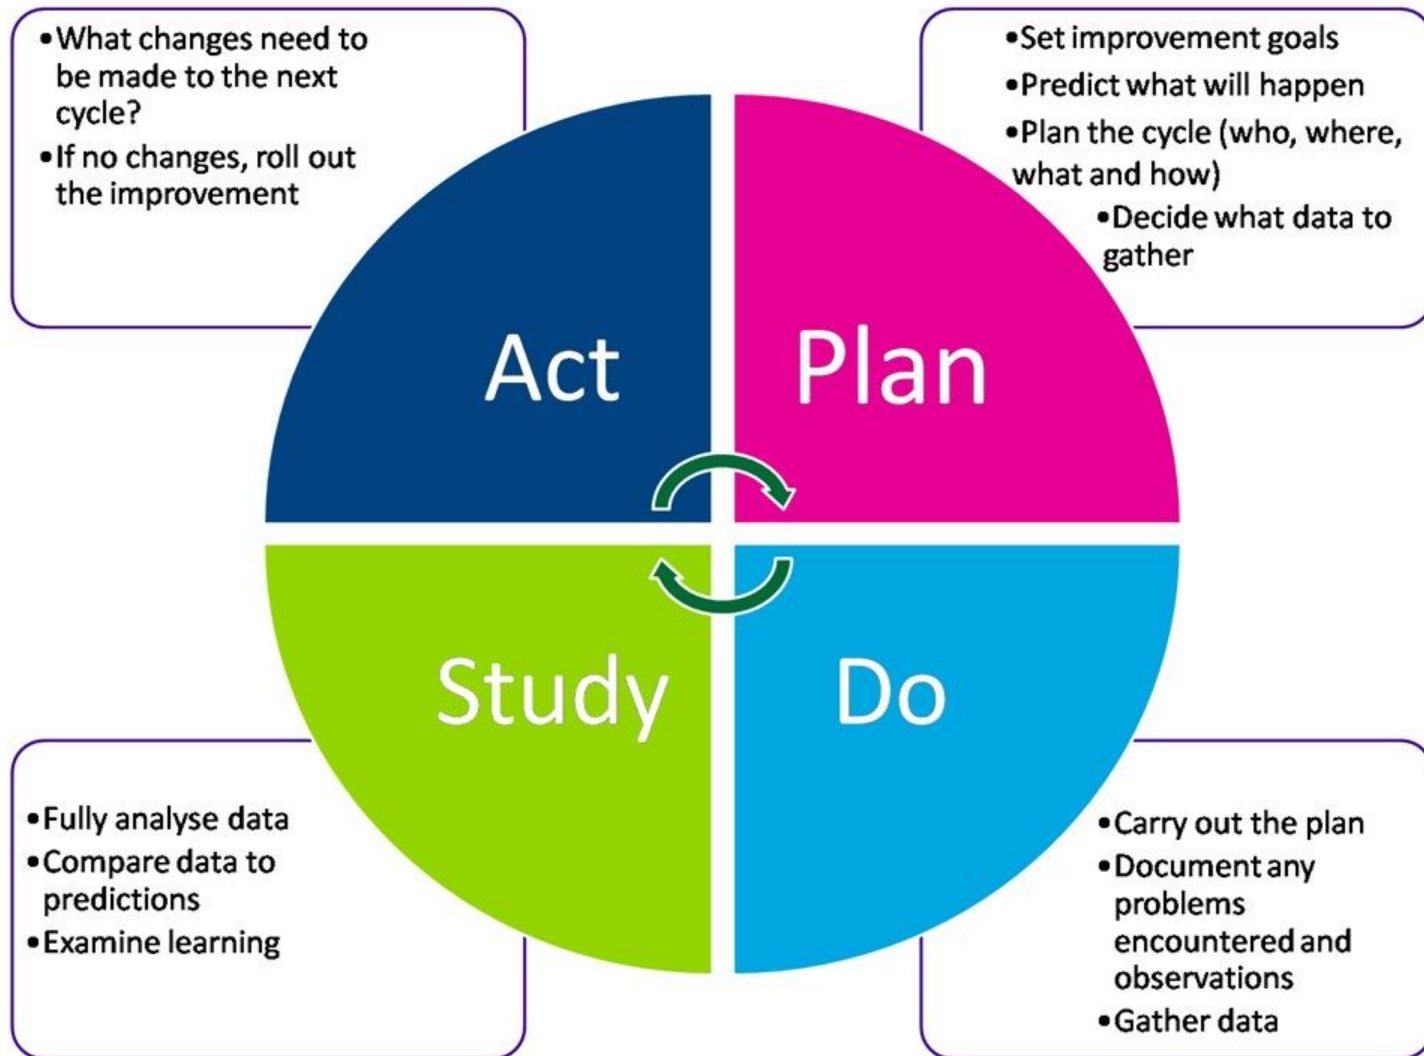 •What changes need to
be made to the next
cycle?
•If no changes, roll out
the improvement
•Set improvement goals
•Predict what will happen
•Plan the cycle (who, where,
what and how)
•Decide what data to
gather
Act
Plan
Study
Do
•Fully analyse data
•Compare data to
predictions
•Examine learning
•Carry out the plan
•Document any
problems
encountered and
observations
•Gather data